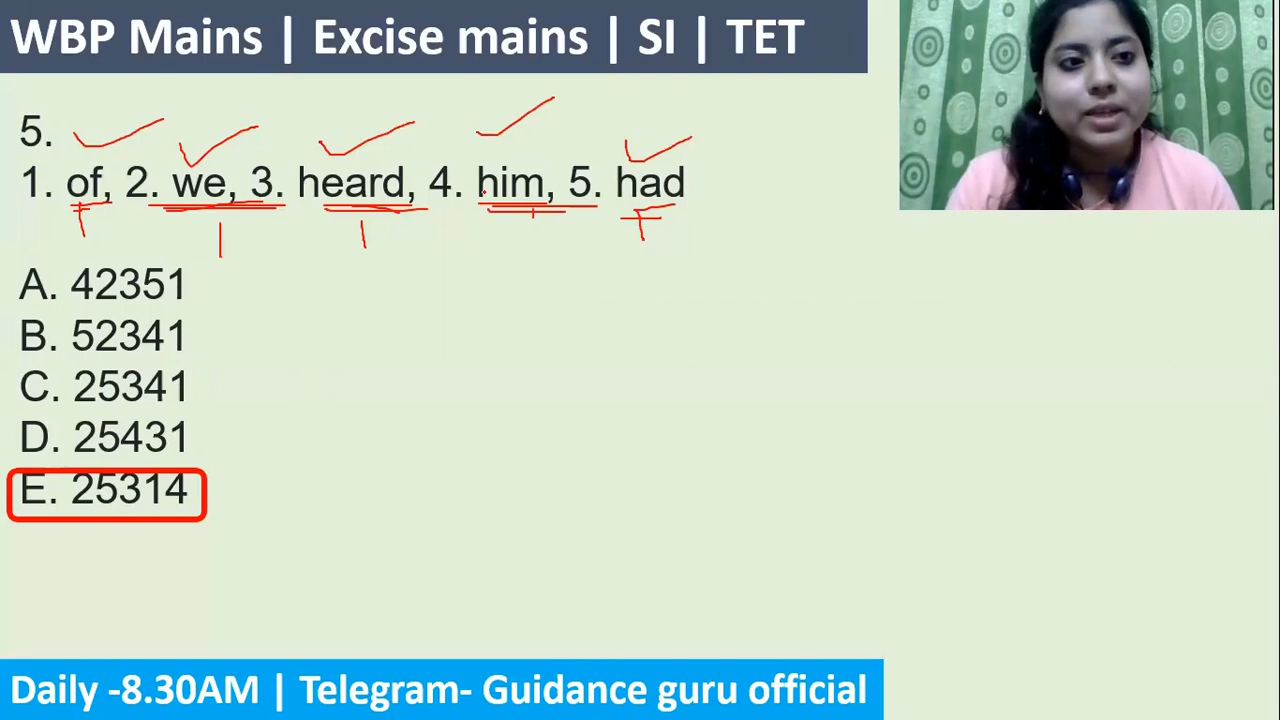 WBP Mains | Excise mains | SI | TET
5.
1. of, 2. we, 3. heard, 4. him, 5. had
A. 42351
B. 52341
C. 25341
D. 25431
E. 25314
Daily -8.30AM | Telegram- Guidance guru official